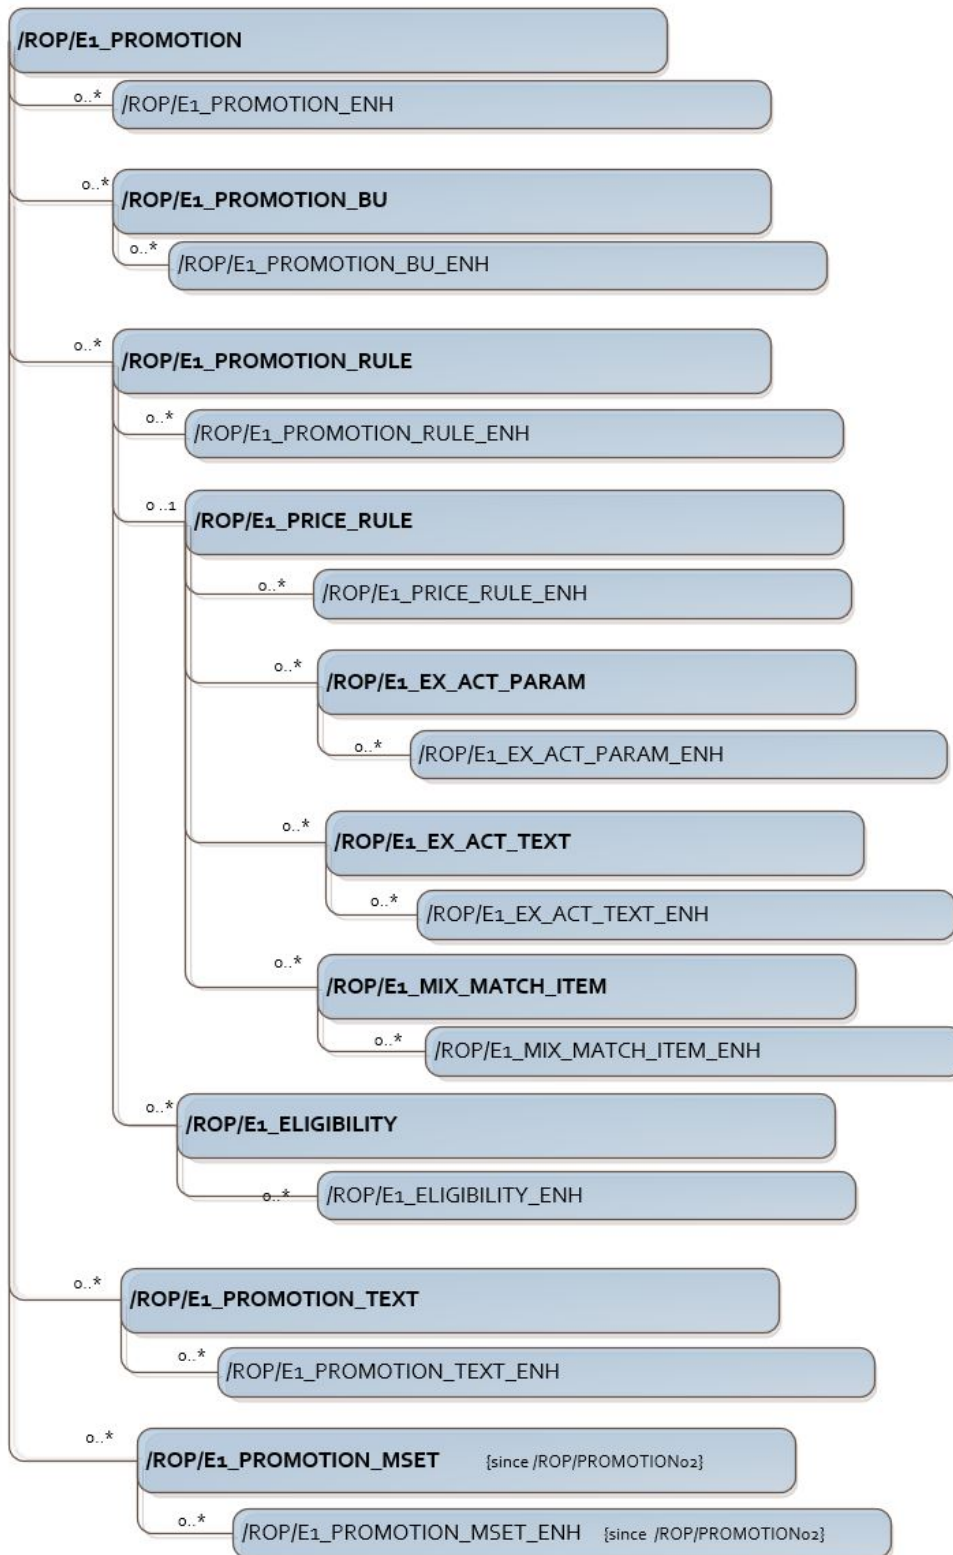 /ROP/E1_PROMOTION
0..*
/ROP/E1_PROMOTION_ENH
0..*
/ROP/E1_PROMOTION_BU
0..*
/ROP/E1_PROMOTION_BU_ENH
0..*
/ROP/E1_PROMOTION_RULE
0..*
/ROP/E1_PROMOTION_RULE_ENH
0 ..1
/ROP/E1_PRICE_RULE
0..*
/ROP/E1_PRICE_RULE_ENH
0..*
/ROP/E1_EX_ACT_PARAM
0..*
/ROP/E1_EX_ACT_PARAM_ENH
0..*
/ROP/E1_EX_ACT_TEXT
0..*
/ROP/E1_EX_ACT_TEXT_ENH
0..*
/ROP/E1_MIX_MATCH_ITEM
0..*
/ROP/E1_MIX_MATCH_ITEM_ENH
0..*
/ROP/E1_ELIGIBILITY
0..*
/ROP/E1_ELIGIBILITY_ENH
0..*
/ROP/E1_PROMOTION_TEXT
0..*
/ROP/E1_PROMOTION_TEXT_ENH
0..*
/ROP/E1_PROMOTION_MSET {since /ROP/PROMOTION02}
0..*
/ROP/E1_PROMOTION_MSET_ENH {since /ROP/PROMOTION02}